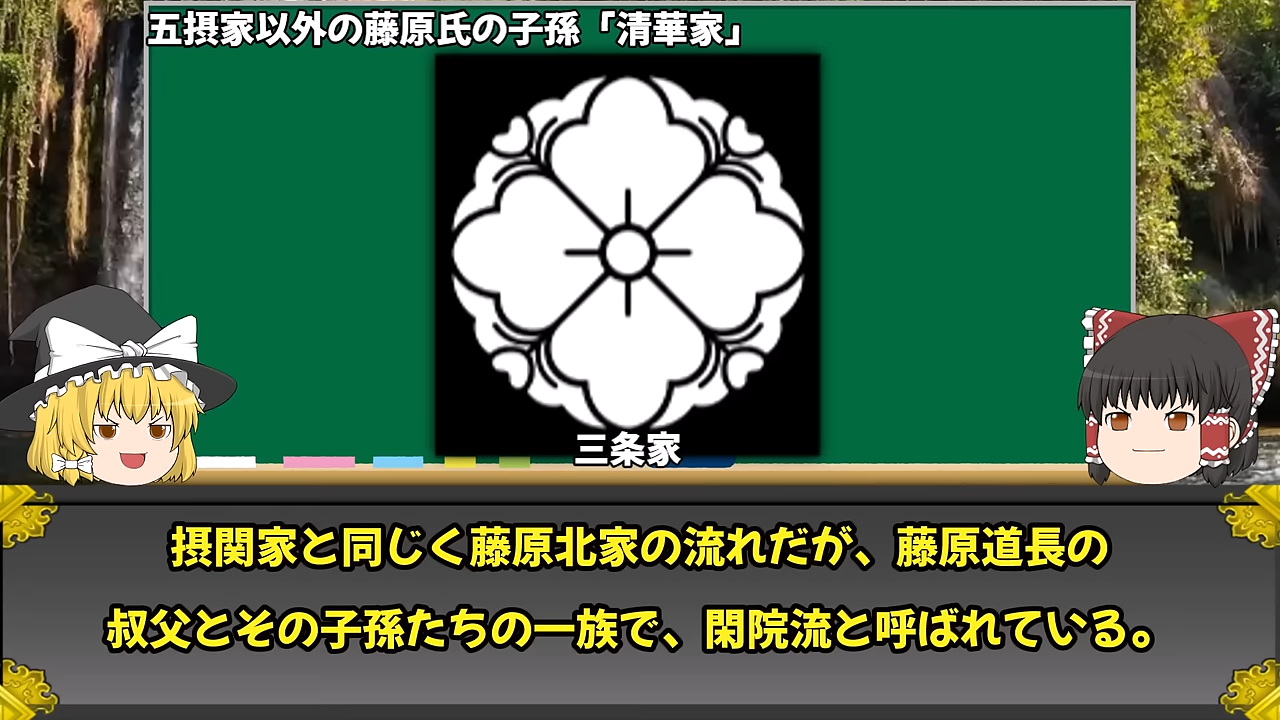 五摂家以外の藤原氏の子孫「清華家」
三条家
摂関家と同じく藤原北家の流れだが、藤原道長の
叔父とその子孫たちの一族で、閑院流と呼ばれている。